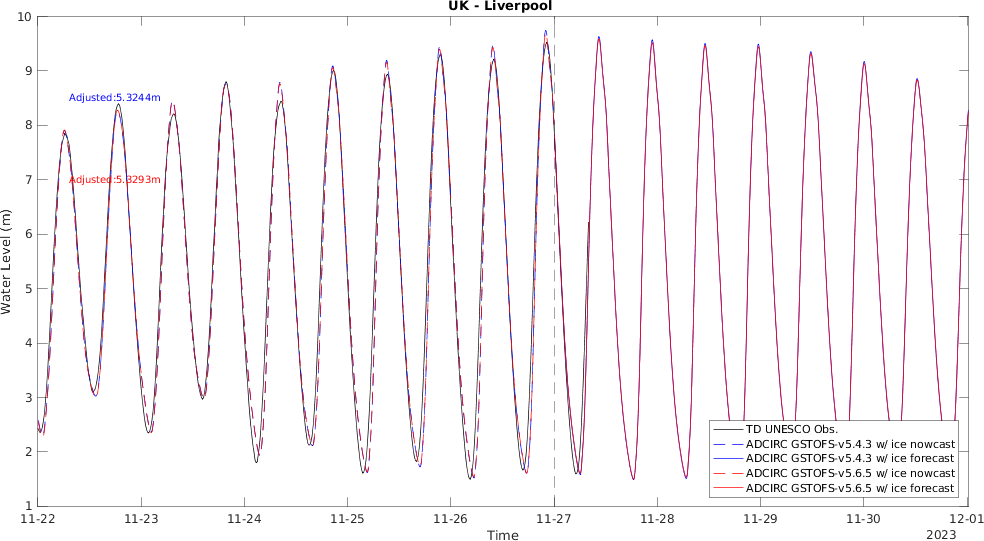 UK - Liverpool
10
9
8
7
6
5
4
3
2
1
Water Level (m)
Adjusted:5.3244m
Adjusted:5.3293m
TD UNESCO Obs.
ADCIRC GSTOFS-v5.4.3 w/ ice nowcast
ADCIRC GSTOFS-v5.4.3 w/ ice forecast
ADCIRC GSTOFS-v5.6.5 w/ ice nowcast
ADCIRC GSTOFS-v5.6.5 w/ ice forecast
11-22 11-23 11-24 11-25 11-26 11-27 11-28 11-29 11-30 12-01
Time
2023